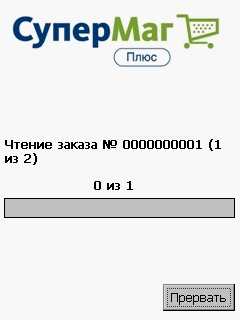 СуперМаг
Плюс
Чтение заказа № 0000000001 (1
из 2)
0 из 1
Прервать